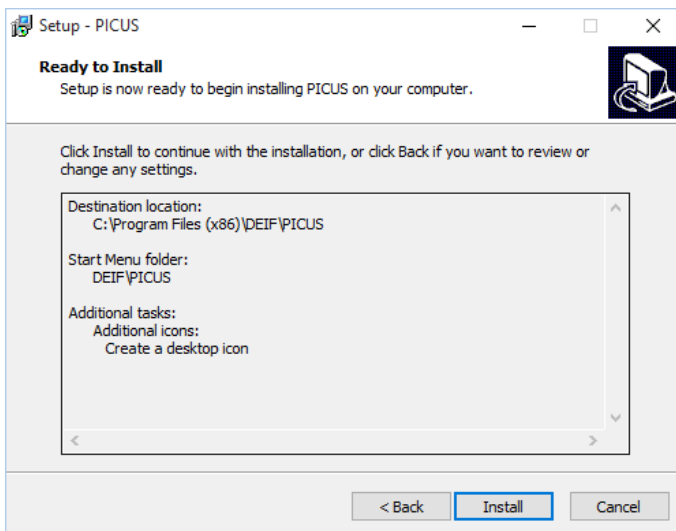 Setup - PICUS
Ready to Install
Setup is now ready to begin installing PICUS on your computer.
Click Install to continue with the installation, or click Back if you want to review or
change any settings.
Destination location:
C:\Program Files (x86)\DEIF\PICUS
Start Menu folder:
DEIF\PICUS
Additional tasks:
Additional icons:
Create a desktop icon
< Back Install Cancel